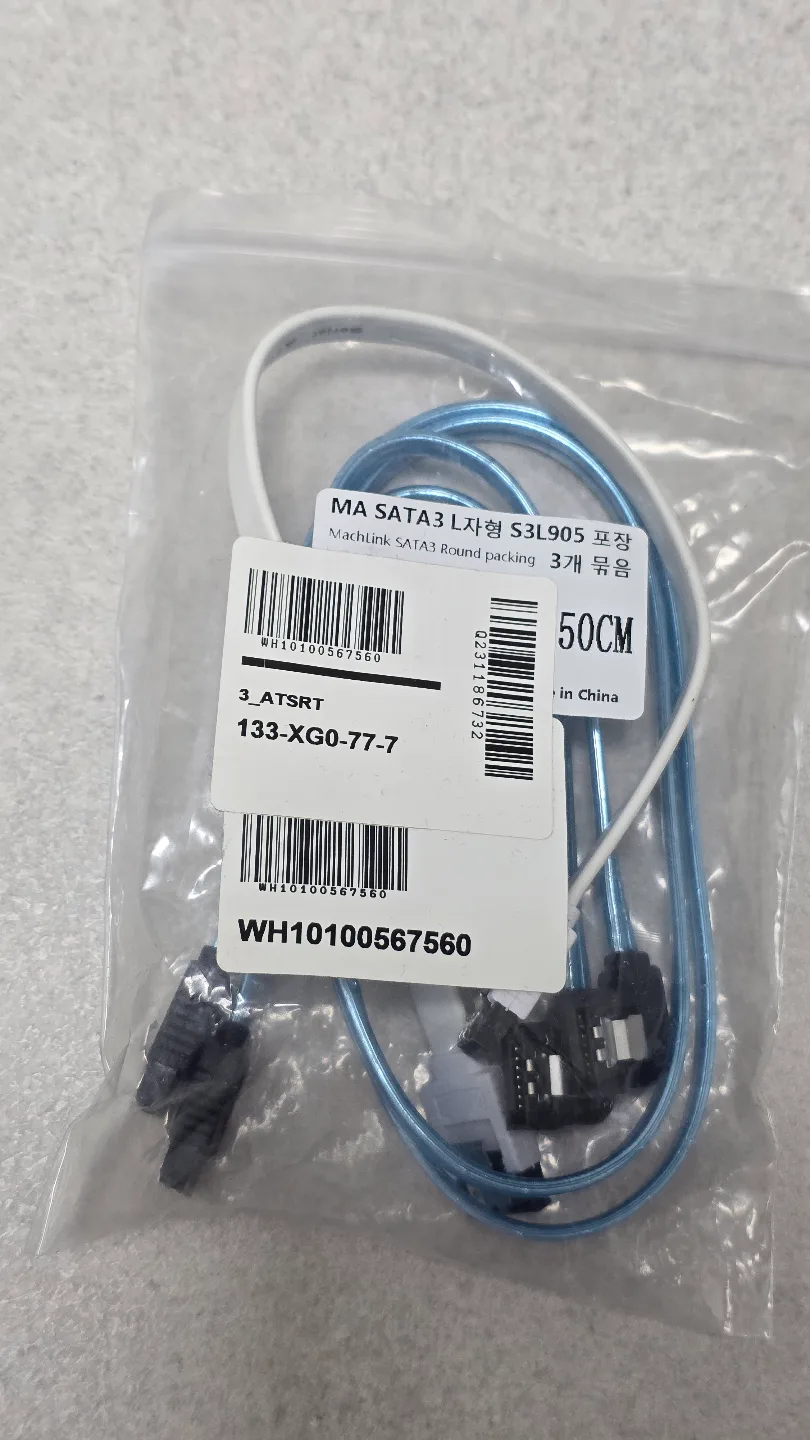 MA SATA3 L자형 S3L905 포장
MachLink SATA3 Round packing 3개 묶음
50CM
in China
WH10100567560
Q2311186732
3_ATSRT
133-XG0-77-7
WH10100567560
WH10100567560